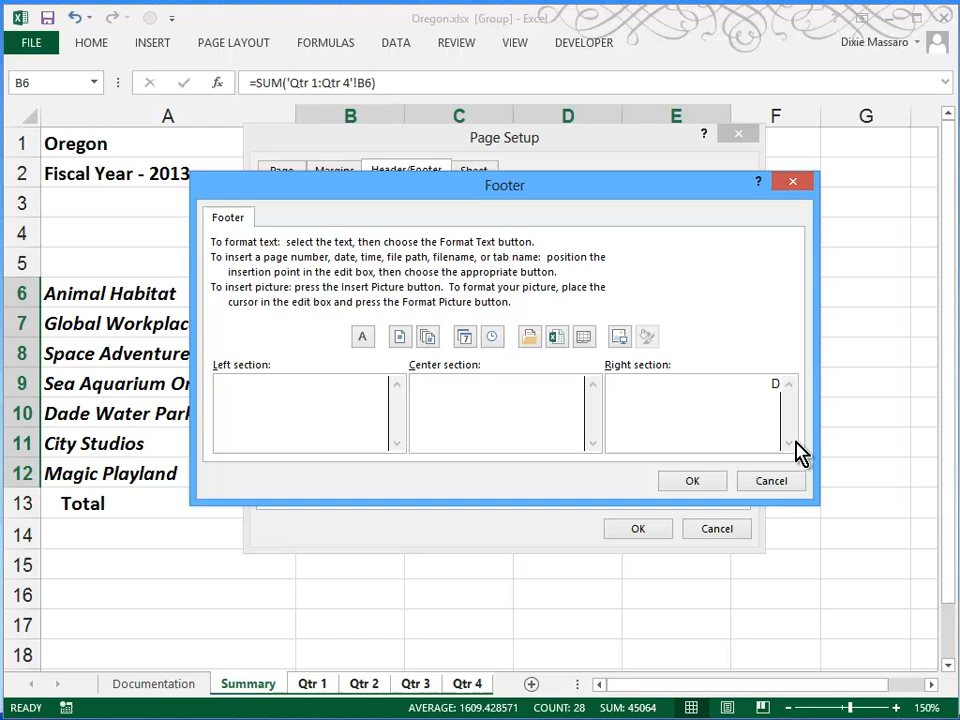 Oregon.xlsx [Group] - Excel
FILE HOME INSERT PAGE LAYOUT FORMULAS DATA REVIEW VIEW DEVELOPER Dixie Massaro
B6 fx =SUM('Qtr 1:Qtr 4'!B6)
A B C D E F G
1 Oregon
2 Fiscal Year - 2013
3
4
5
6 Animal Habitat
7 Global Workplac
8 Space Adventure
9 Sea Aquarium Or
10 Dade Water Park
11 City Studios
12 Magic Playland
13 Total
14
15
16
17
18
Page Setup ?
Page Margins Header/Footer Sheet
Footer ?
Footer
To format text: select the text, then choose the Format Text button.
To insert a page number, date, time, file path, filename, or tab name: position the
insertion point in the edit box, then choose the appropriate button.
To insert picture: press the Insert Picture button. To format your picture, place the
cursor in the edit box and press the Format Picture button.
A 7
Left section: Center section: Right section:
D
OK Cancel
OK Cancel
Documentation Summary Qtr 1 Qtr 2 Qtr 3 Qtr 4
READY AVERAGE: 1609.428571 COUNT: 28 SUM: 45064 150%